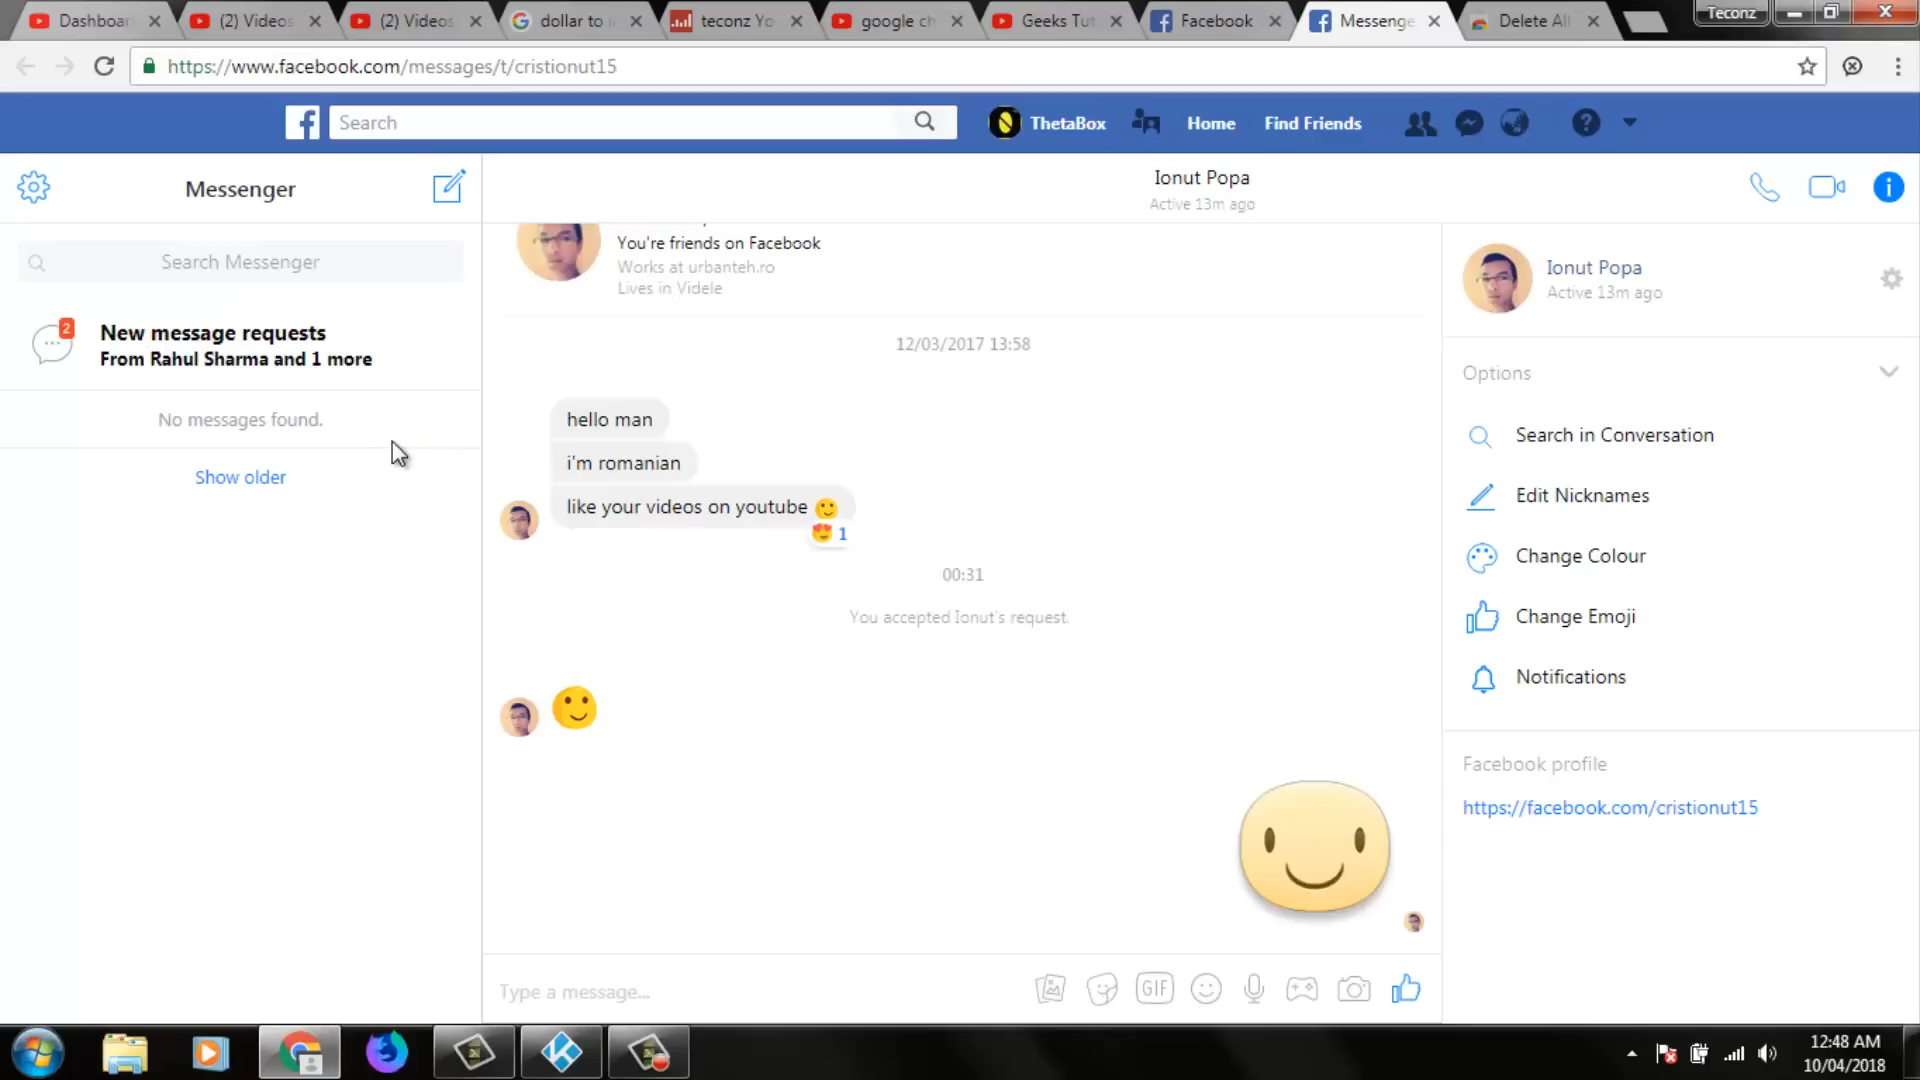 Dashboar
(2) Videos
(2) Videos
dollar to
teconz Yo
google ch
Geeks Tut
Facebook
Messenge
Delete All
Teconz
https://www.facebook.com/messages/t/cristionut15
Search
ThetaBox
Home
Find Friends
Messenger
Search Messenger
2
New message requests
From Rahul Sharma and 1 more
No messages found.
Show older
Ionut Popa
Active 13m ago
You're friends on Facebook
Works at urbanteh.ro
Lives in Videle
12/03/2017 13:58
hello man
i'm romanian
like your videos on youtube
1
00:31
You accepted Ionut's request.
Type a message...
GIF
Ionut Popa
Active 13m ago
Options
Search in Conversation
Edit Nicknames
Change Colour
Change Emoji
Notifications
Facebook profile
https://facebook.com/cristionut15
12:48 AM
10/04/2018